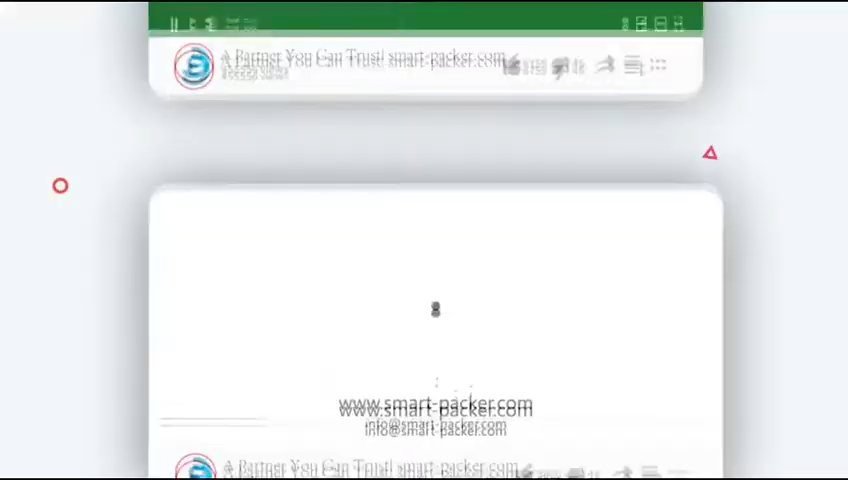 A Partner You Can Trust! smart-packer.com
www.smart-packer.com
info@smart-packer.com
A Partner You Can Trust! smart-packer.com